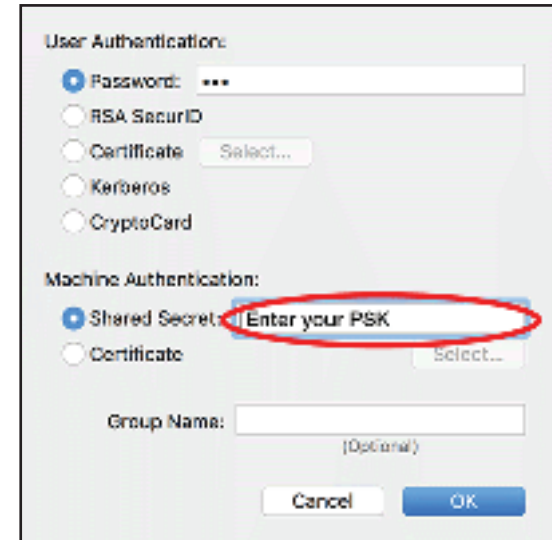 User Authentication:
Password: •••
RSA SecurID
Certificate Select...
Kerberos
CryptoCard
Machine Authentication:
Shared Secret: Enter your PSK
Certificate Select...
Group Name:
(Optional)
Cancel OK